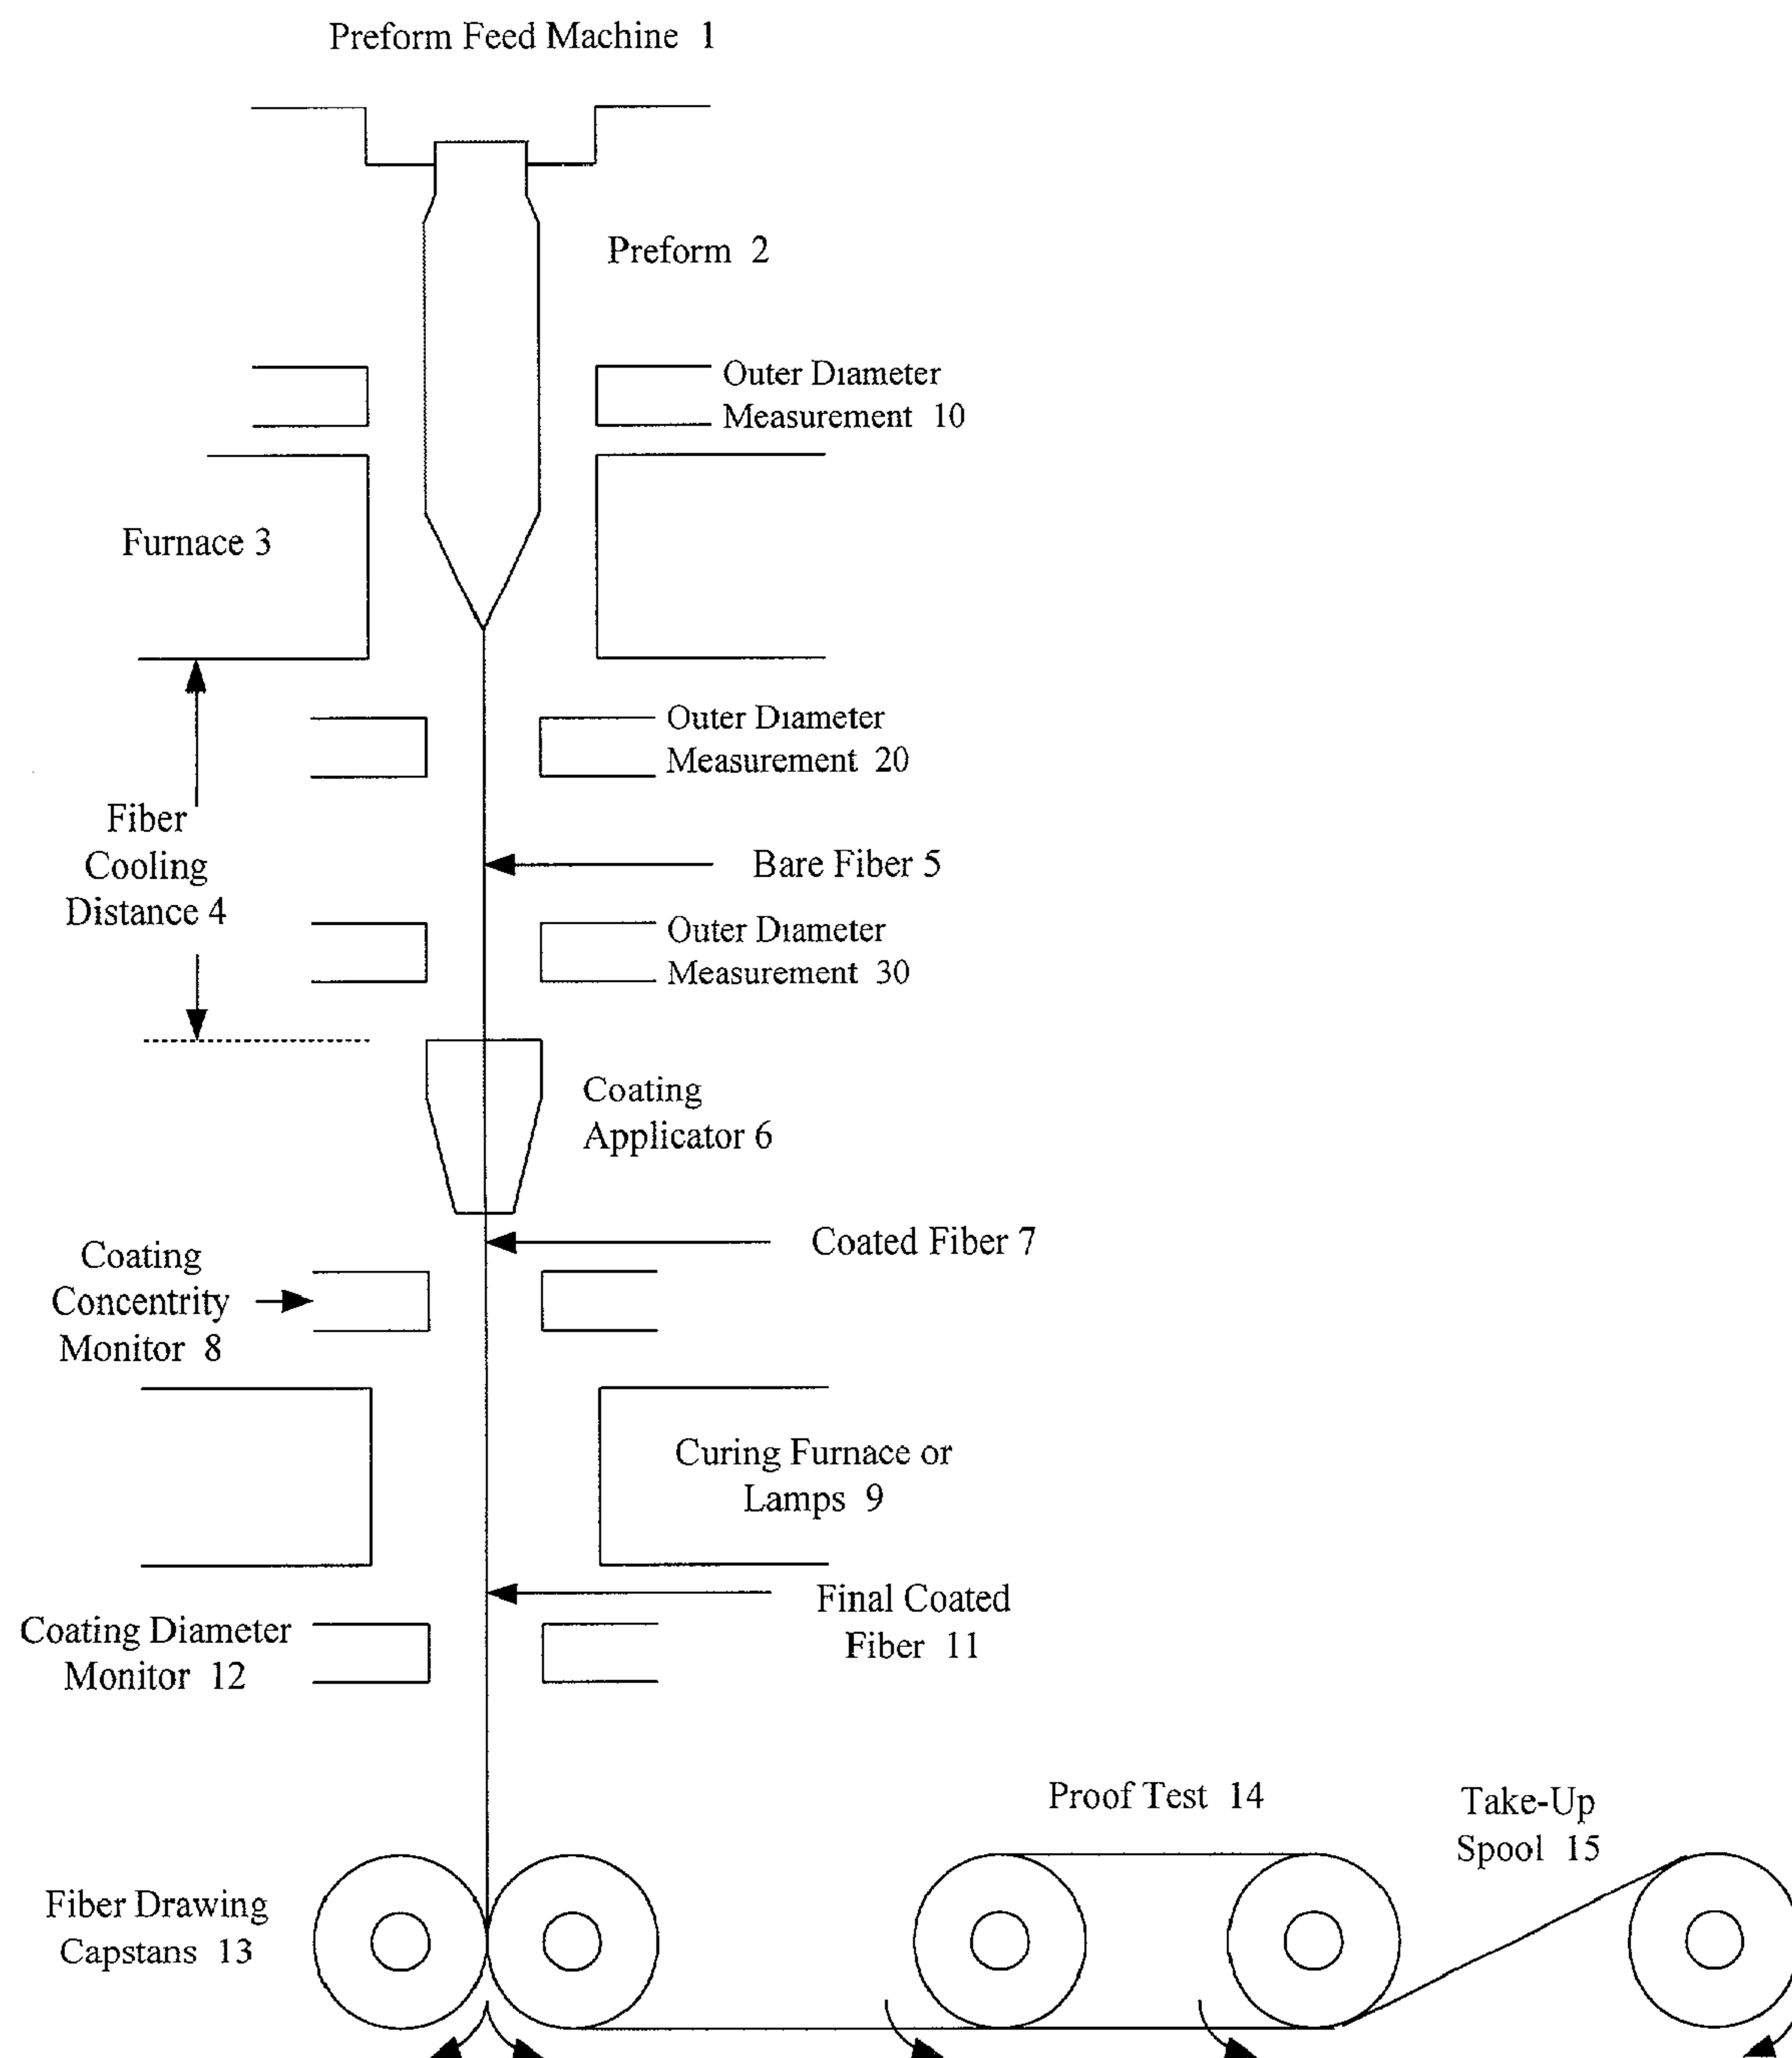 Preform Feed Machine 1
Preform 2
Outer Diameter
Measurement 10
Furnace 3
Outer Diameter
Measurement 20
Fiber
Cooling
Distance 4
Bare Fiber 5
Outer Diameter
Measurement 30
Coating
Applicator 6
Coated Fiber 7
Coating
Concentrity
Monitor 8
Curing Furnace or
Lamps 9
Final Coated
Fiber 11
Coating Diameter
Monitor 12
Proof Test 14
Take-Up
Spool 15
Fiber Drawing
Capstans 13